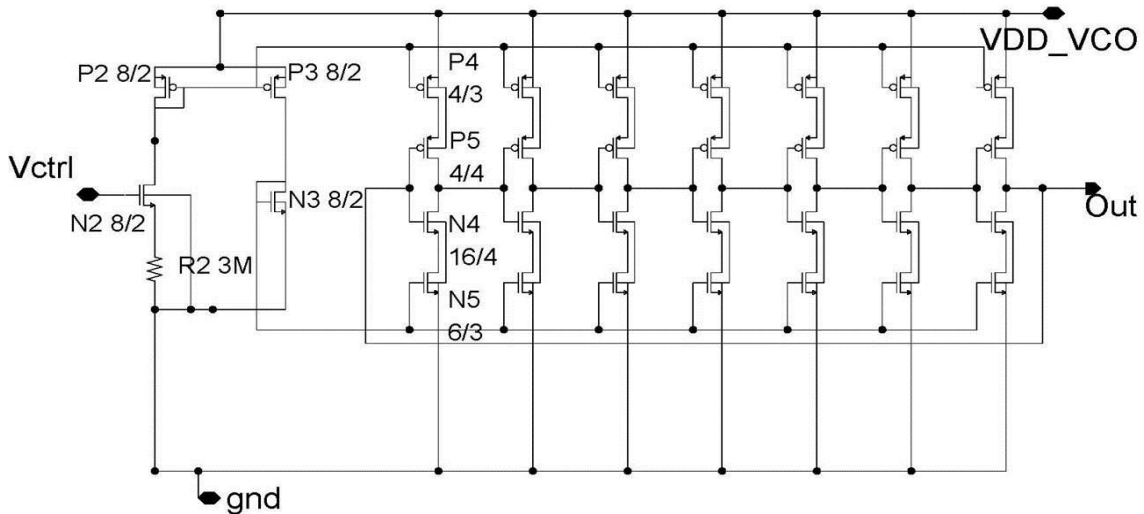 VDD_VCO
P2 8/2
P3 8/2
P4
4/3
P5
4/4
Vctrl
N2 8/2
N3 8/2
Out
N4
16/4
R2 3M
N5
6/3
gnd